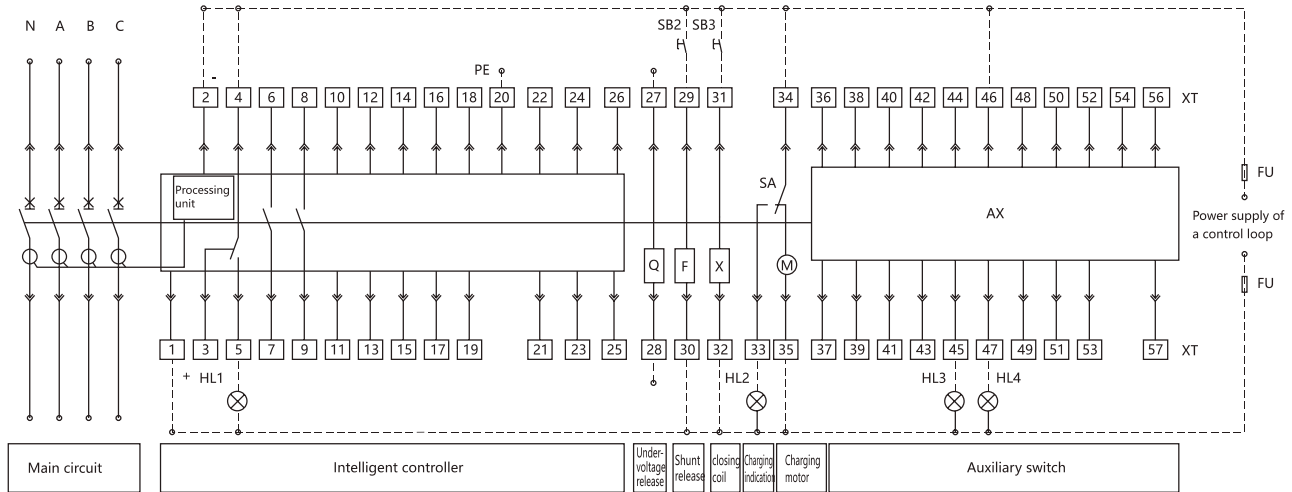 N A B C
SB2 SB3
PE
-
2 4 6 8 10 12 14 16 18 20 22 24 26 27 29 31 34 36 38 40 42 44 46 48 50 52 54 56 XT
Processing
unit
SA
AX
FU
Power supply of
a control loop
Q F X M
FU
1 3 5 7 9 11 13 15 17 19 21 23 25 28 30 32 33 35 37 39 41 43 45 47 49 51 53 57 XT
+ HL1 HL2 HL3 HL4
Main circuit
Intelligent controller
Under-
voltage
release
Shunt
release
closing
coil
Charging
indication
Charging
motor
Auxiliary switch